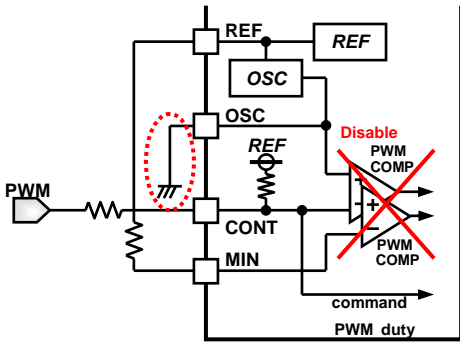 REF
REF
OSC
OSC
Disable
REF
PWM
COMP
PWM
CONT
PWM
COMP
MIN
command
PWM duty